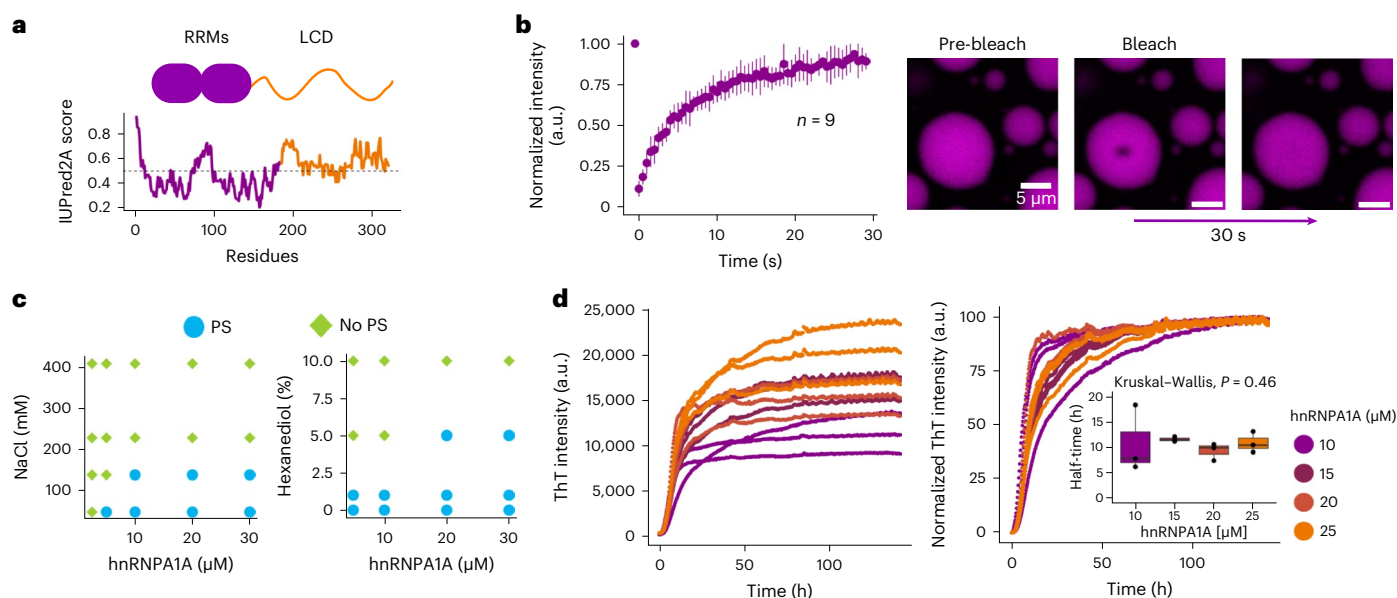 a
RRMs
LCD
IUPred2A score
0.8
0.6
0.4
0.2
0
100
200
300
Residues
b
Normalized intensity
(a.u.)
1.00
0.75
0.50
0.25
0
n = 9
0
10
20
30
Time (s)
Pre-bleach
Bleach
5 µm
30 s
c
PS
No PS
NaCl (mM)
400
300
200
100
10
20
30
hnRNPA1A (µM)
Hexanediol (%)
10.0
7.5
5.0
2.5
0
10
20
30
hnRNPA1A (µM)
d
ThT intensity (a.u.)
25,000
20,000
15,000
10,000
5,000
0
0
50
100
Time (h)
Normalized ThT intensity (a.u.)
100
75
50
25
0
0
50
100
Time (h)
Kruskal–Wallis, P = 0.46
Half-time (h)
20
15
10
5
0
10
15
20
25
hnRNPA1A [µM]
hnRNPA1A (µM)
10
15
20
25